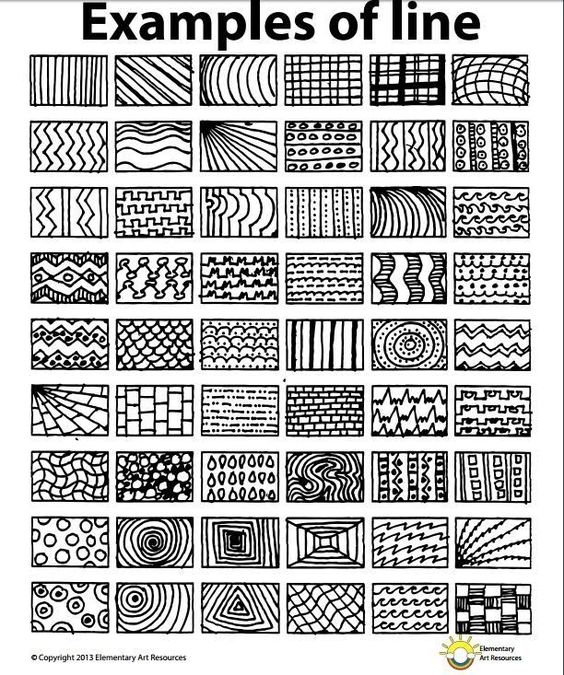 Examples of line
© Copyright 2013 Elementary Art Resources
Elementary
Art Resources